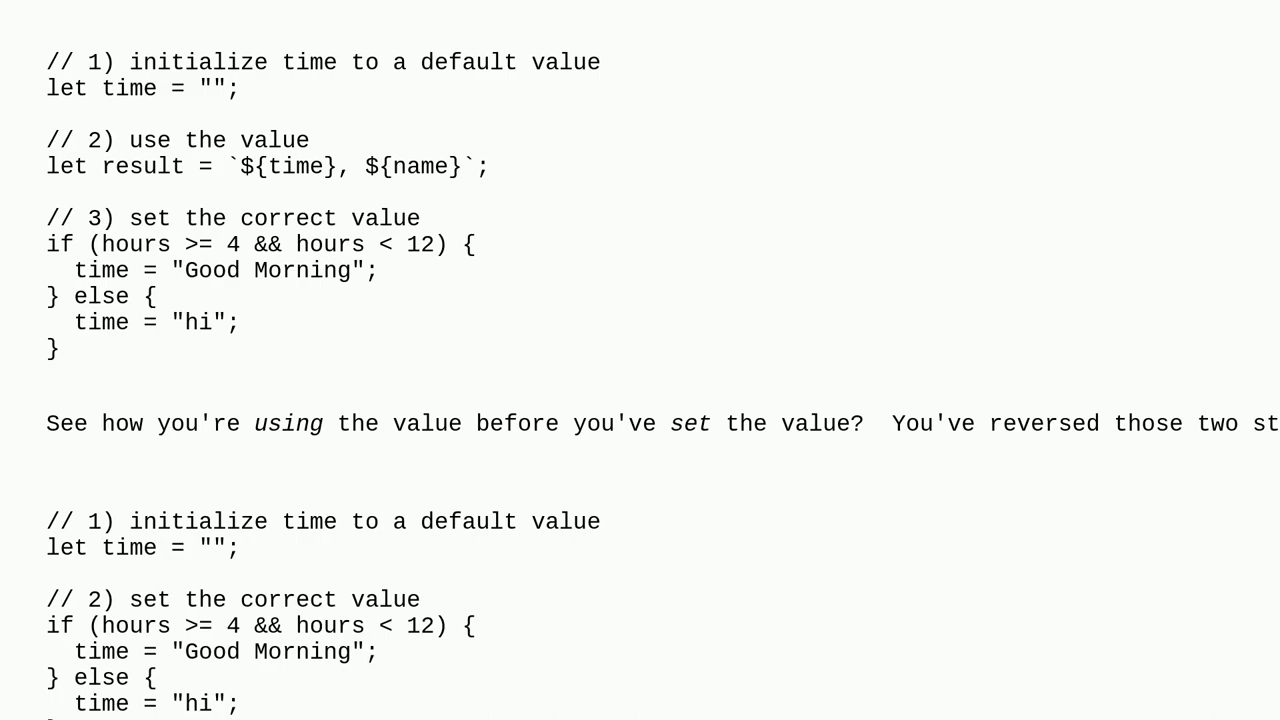 // 1) initialize time to a default value
let time = "";
// 2) use the value
let result = `${time}, ${name}`;
// 3) set the correct value
if (hours >= 4 && hours < 12) {
  time = "Good Morning";
} else {
  time = "hi";
}
See how you're using the value before you've set the value?  You've reversed those two
// 1) initialize time to a default value
let time = "";
// 2) set the correct value
if (hours >= 4 && hours < 12) {
  time = "Good Morning";
} else {
  time = "hi";